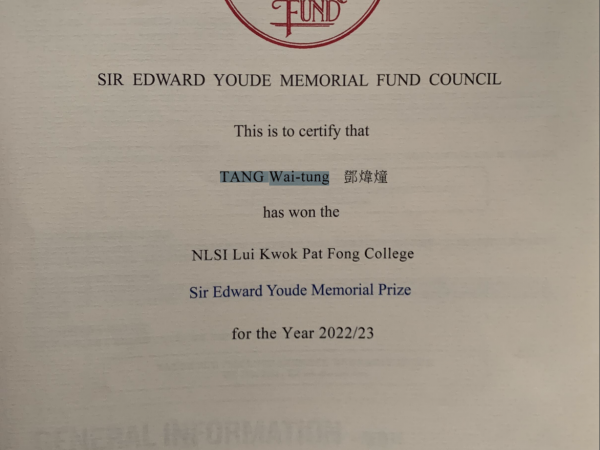 FUND
SIR EDWARD YOUDE MEMORIAL FUND COUNCIL
This is to certify that
TANG Wai-tung 鄧煒燑
has won the
NLSI Lui Kwok Pat Fong College
Sir Edward Youde Memorial Prize
for the Year 2022/23
GENERAL INFORMATION